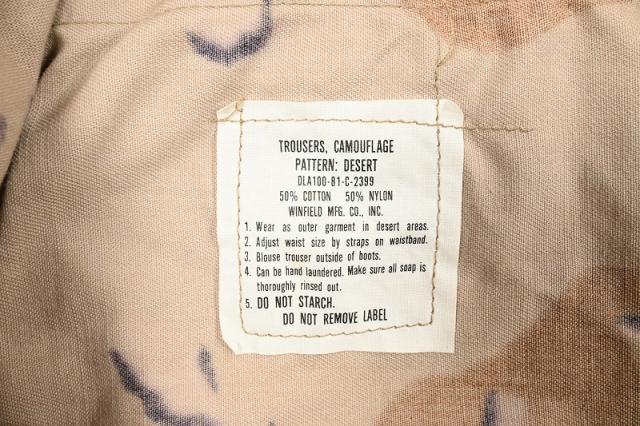 TROUSERS, CAMOUFLAGE
PATTERN: DESERT
DLA100-81-C-2399
50% COTTON 50% NYLON
WINFIELD MFG. CO., INC.
1. Wear as outer garment in desert areas.
2. Adjust waist size by straps on waistband.
3. Blouse trouser outside of boots.
4. Can be hand laundered. Make sure all soap is
thoroughly rinsed out.
5. DO NOT STARCH.
DO NOT REMOVE LABEL